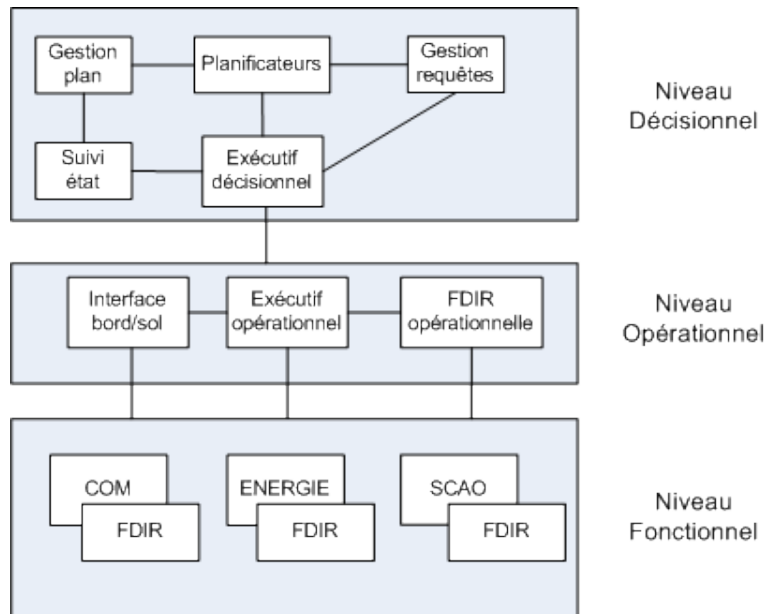 Gestion
plan
Planificateurs
Gestion
requêtes
Niveau
Décisionnel
Suivi
état
Exécutif
décisionnel
Interface
bord/sol
Exécutif
opérationnel
FDIR
opérationnelle
Niveau
Opérationnel
COM
FDIR
ENERGIE
FDIR
SCAO
FDIR
Niveau
Fonctionnel